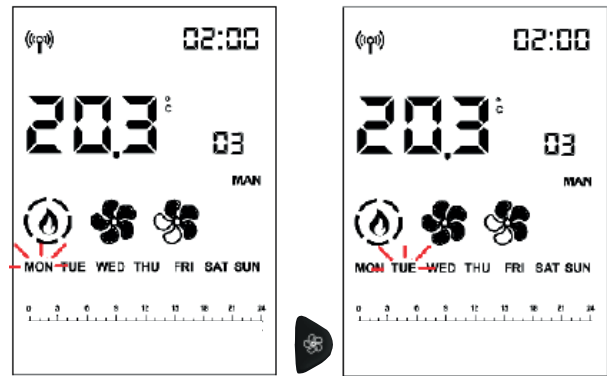 02:00
20.3 °C
03
MAN
MON TUE WED THU FRI SAT SUN
0 3 6 9 12 15 18 21 24
02:00
20.3 °C
03
MAN
MON TUE WED THU FRI SAT SUN
0 3 6 9 12 15 18 21 24